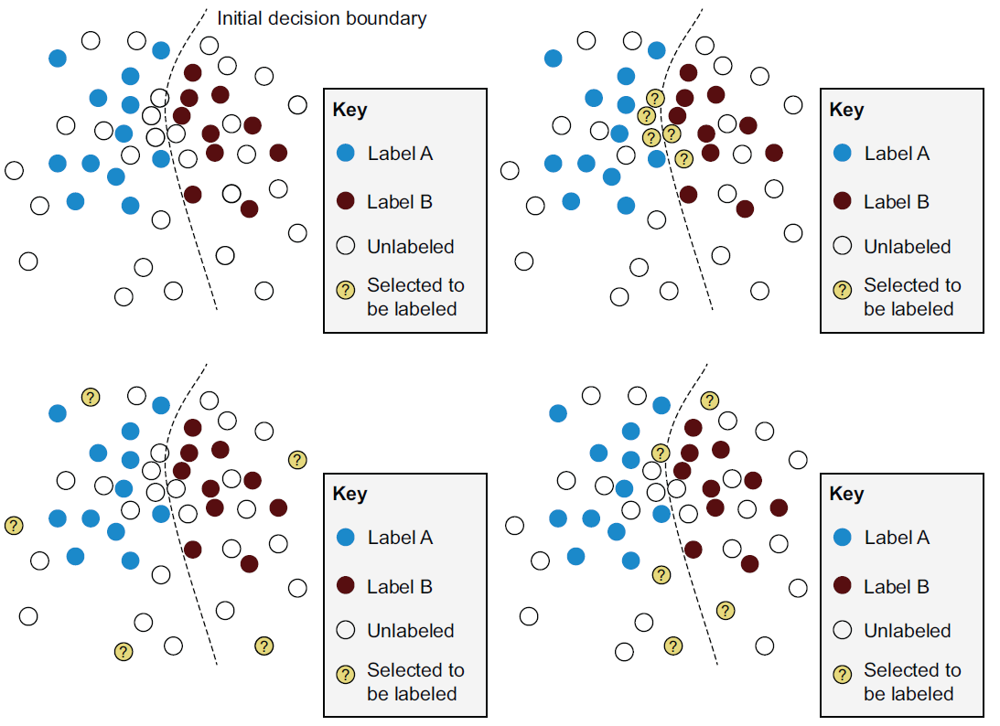 Initial decision boundary
Key
Label A
Label B
Unlabeled
? Selected to
be labeled
? ? ? ? ?
Key
Label A
Label B
Unlabeled
? Selected to
be labeled
? ? ? ? ?
Key
Label A
Label B
Unlabeled
? Selected to
be labeled
? ? ? ? ?
Key
Label A
Label B
Unlabeled
? Selected to
be labeled